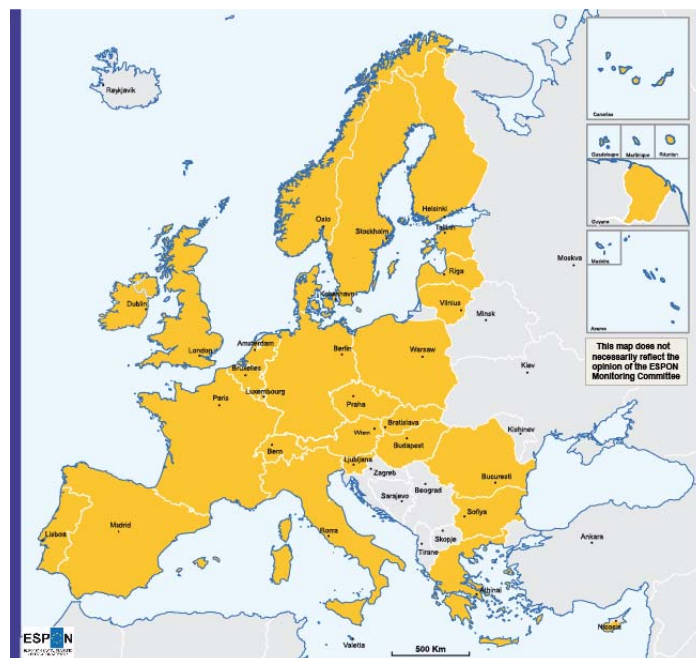 Reykjavik
Canarias
Guadeloupe
Martinique
Réunion
Guyane
Madeira
Acores
This map does not
necessarily reflect the
opinion of the ESPON
Monitoring Committee
Oslo
Helsinki
Stockholm
Tallinn
Riga
Moskva
København
Vilnius
Minsk
Dublin
Amsterdam
Berlin
Warsaw
London
Bruxelles
Kiev
Luxembourg
Praha
Paris
Bratislava
Wien
Kishinev
Budapest
Bern
Ljubljana
Zagreb
Bucuresti
Beograd
Sarajevo
Sofiya
Lisboa
Madrid
Roma
Skopje
Tirane
Ankara
Athinai
Nicosia
Valetta
ESPON
500 Km